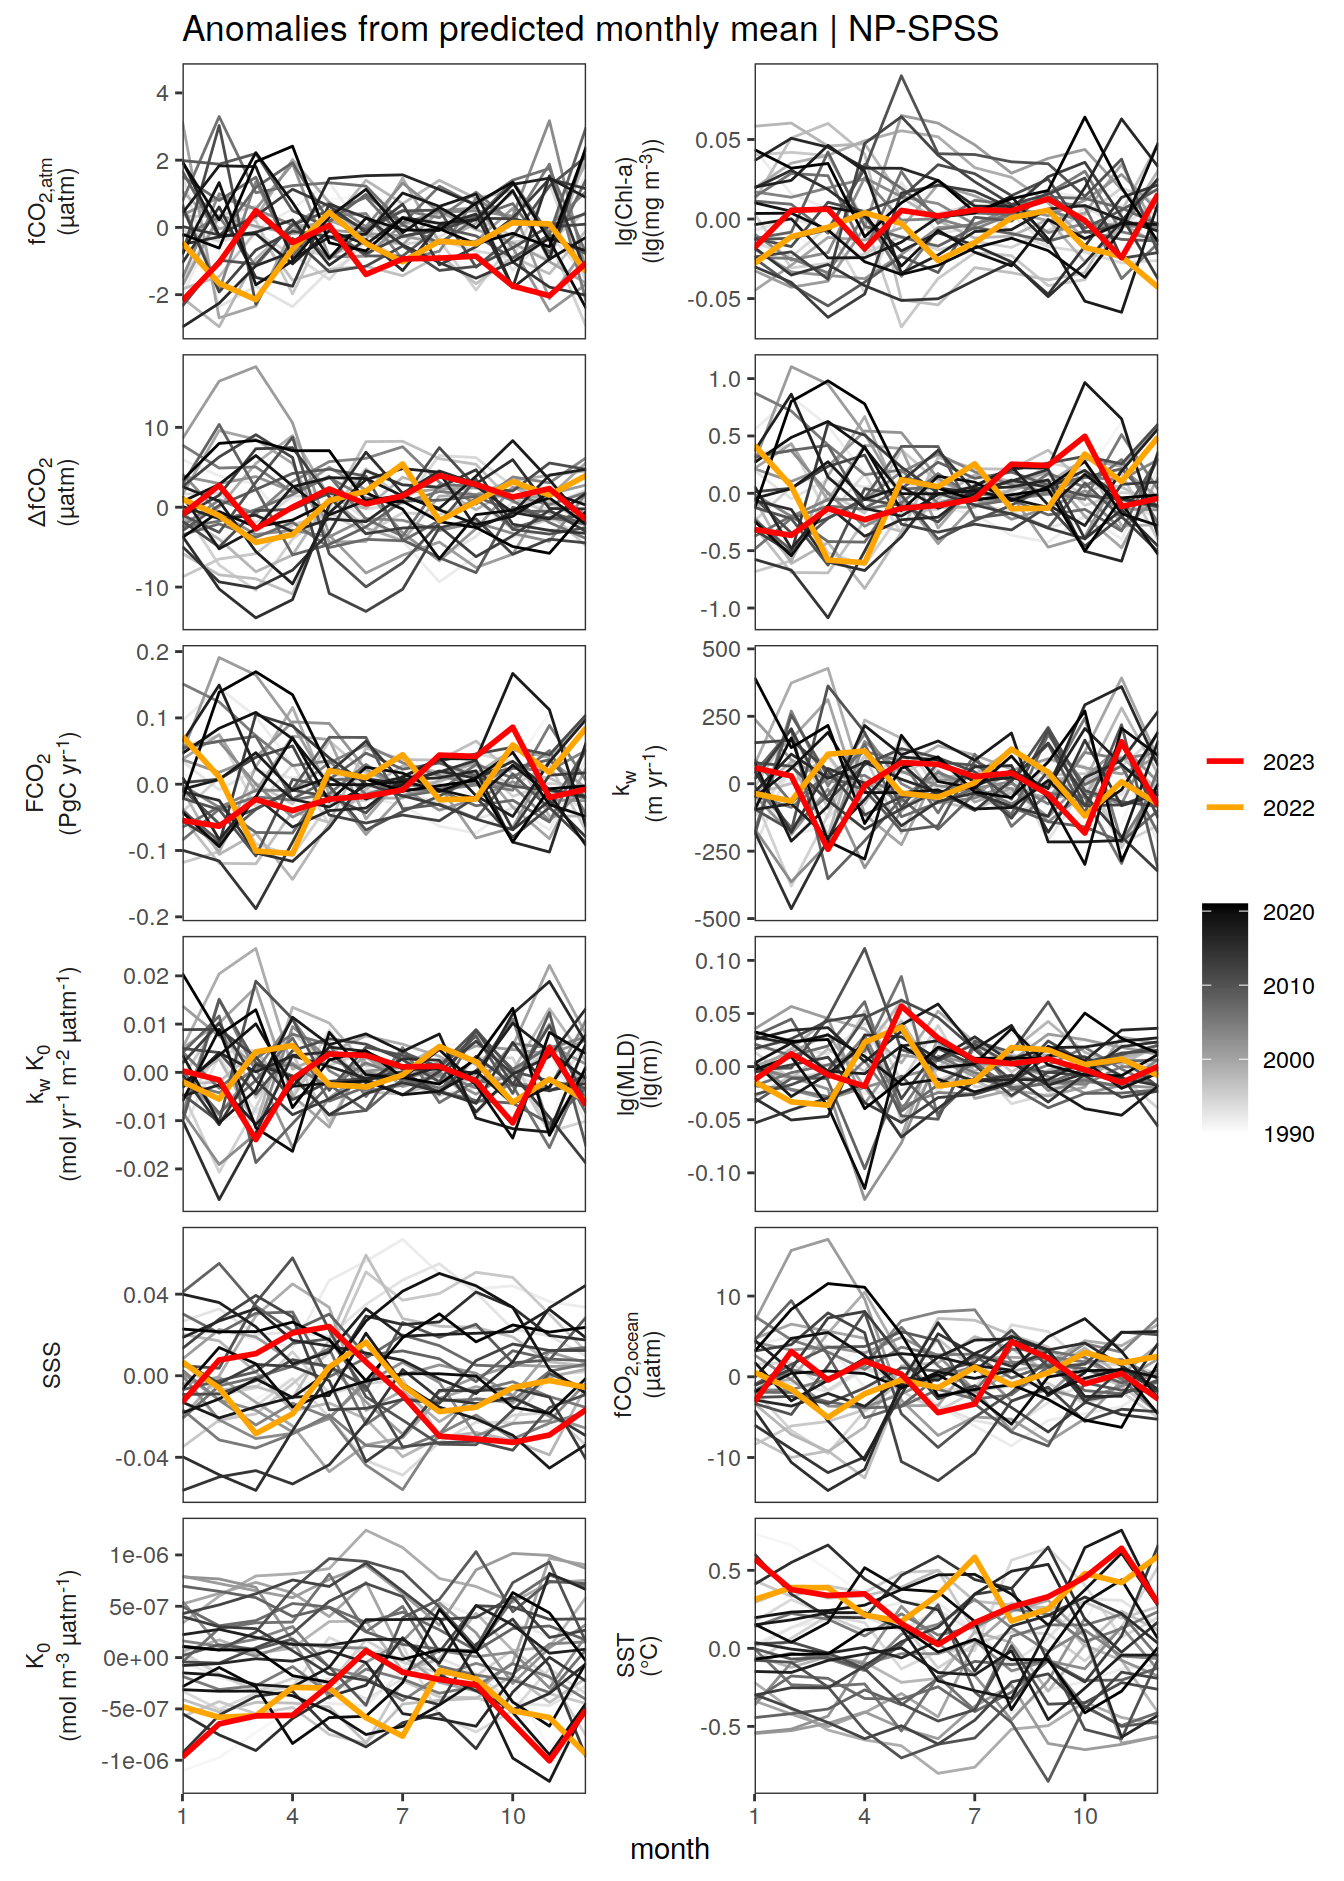 Anomalies from predicted monthly mean | NP-SPSS
fCO2,atm
(µatm)
4
2
0
-2
lg(Chl-a)
(lg(mg m-3))
0.05
0.00
-0.05
ΔfCO2
(µatm)
10
0
-10
1.0
0.5
0.0
-0.5
-1.0
FCO2
(PgC yr-1)
0.2
0.1
0.0
-0.1
-0.2
kw
(m yr-1)
500
250
0
-250
-500
kw K0
(mol yr-1 m-2 µatm-1)
0.02
0.01
0.00
-0.01
-0.02
lg(MLD)
(lg(m))
0.10
0.05
0.00
-0.05
-0.10
SSS
0.04
0.00
-0.04
fCO2,ocean
(µatm)
10
0
-10
K0
(mol m-3 µatm-1)
1e-06
5e-07
0e+00
-5e-07
-1e-06
SST
(°C)
0.5
0.0
-0.5
1 4 7 10
1 4 7 10
month
2023
2022
2020
2010
2000
1990